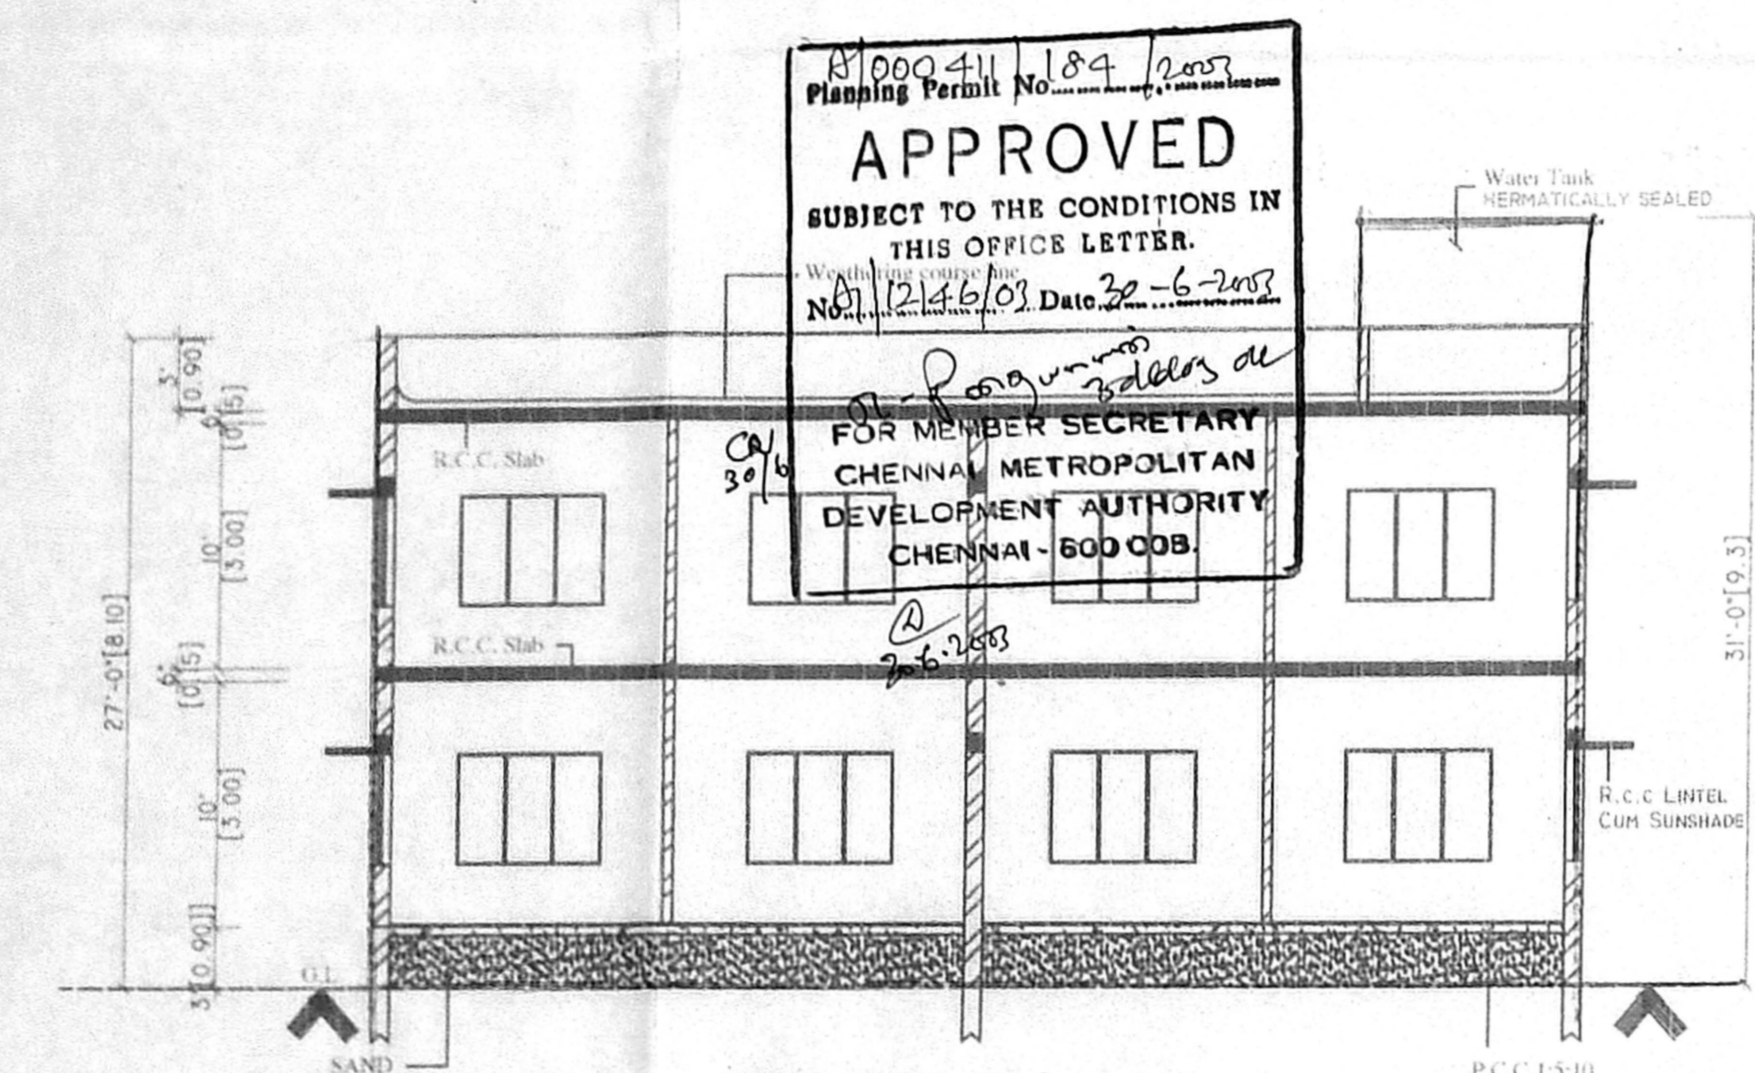 A/000411/184/2003
Planning Permit No
APPROVED
SUBJECT TO THE CONDITIONS IN
THIS OFFICE LETTER.
No. A1/12146/03 Date 30-6-2003
FOR MEMBER SECRETARY
CHENNAI METROPOLITAN
DEVELOPMENT AUTHORITY
CHENNAI - 600 008.
30/6
30.6.2003
Water Tank
HERMATICALLY SEALED
Weathering course line
R.C.C. Slab
R.C.C. Slab
3'
[0.90]
6"
[0.15]
10'
[3.00]
27'-0"[8.10]
6"
[0.15]
10'
[3.00]
3'[0.90]
31'-0"[9.3]
R.C.C LINTEL
CUM SUNSHADE
G.L
SAND
P.C.C 1:5:10